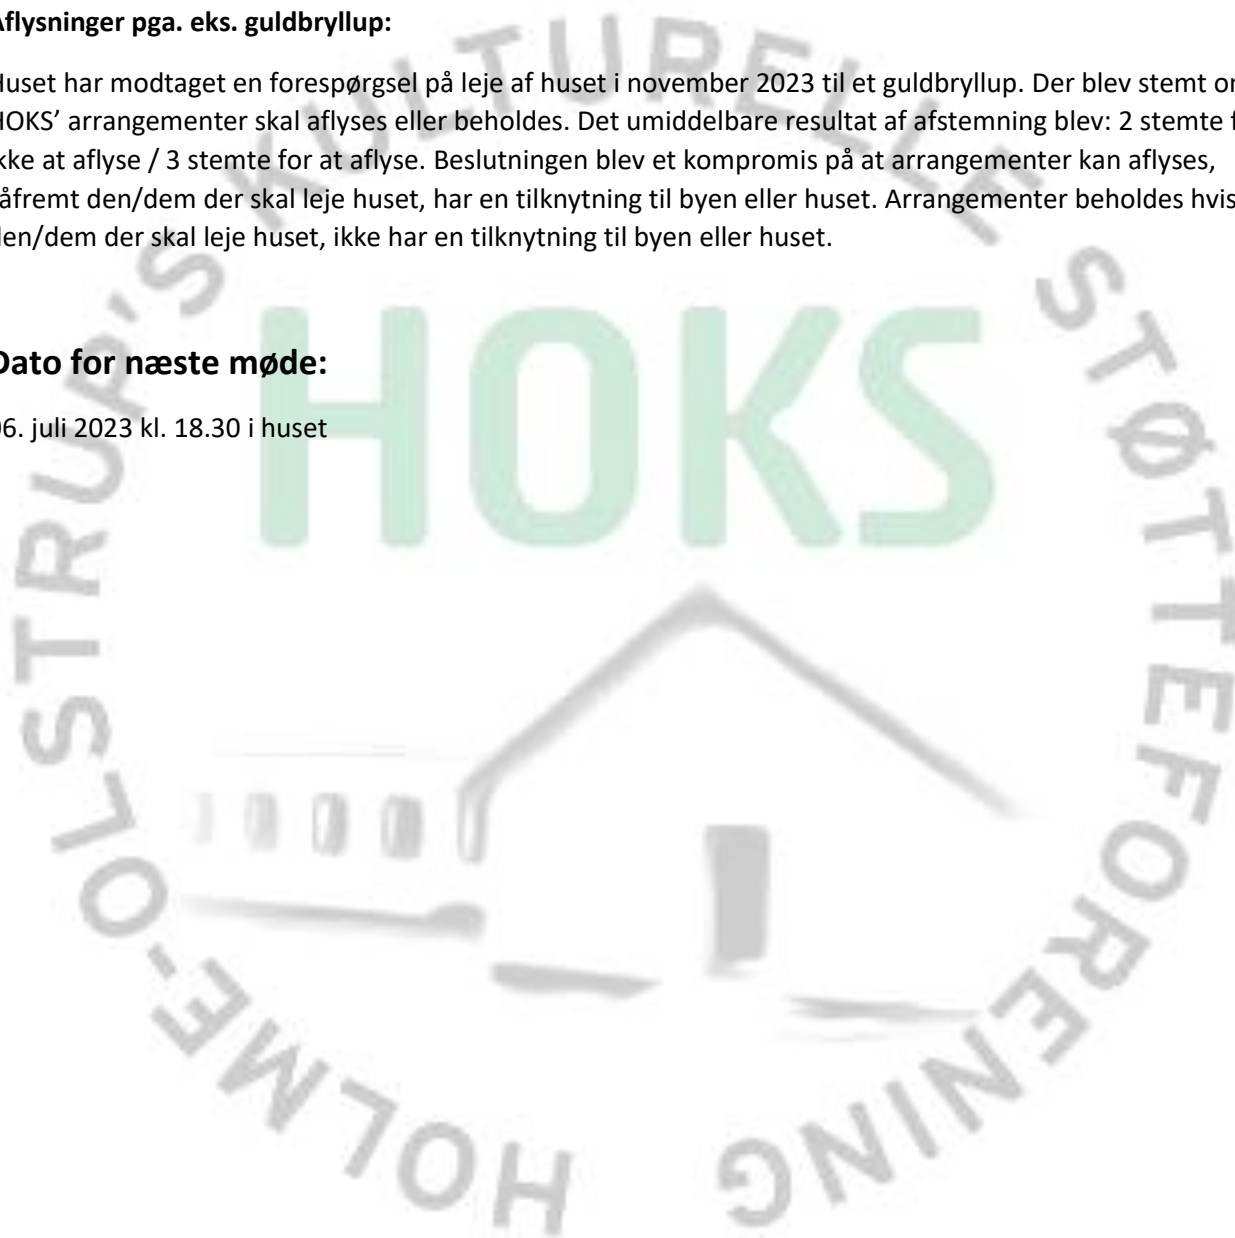 Aflysninger pga. eks. guldbryllup:
Huset har modtaget en forespørgsel på leje af huset i november 2023 til et guldbryllup. Der blev stemt
HOKS' arrangementer skal aflyses eller beholdes. Det umiddelbare resultat af afstemning blev: 2 stemte
kke at aflyse / 3 stemte for at aflyse. Beslutningen blev et kompromis på at arrangementer kan aflyses,
åfremt den/dem der skal leje huset, har en tilknytning til byen eller huset. Arrangementer beholdes hvis
den/dem der skal leje huset, ikke har en tilknytning til byen eller huset.
Dato for næste møde:
06. juli 2023 kl. 18.30 i huset
HOKS
HOLME-OLSTRUP'S KULTURELLE STØTTEFORENING